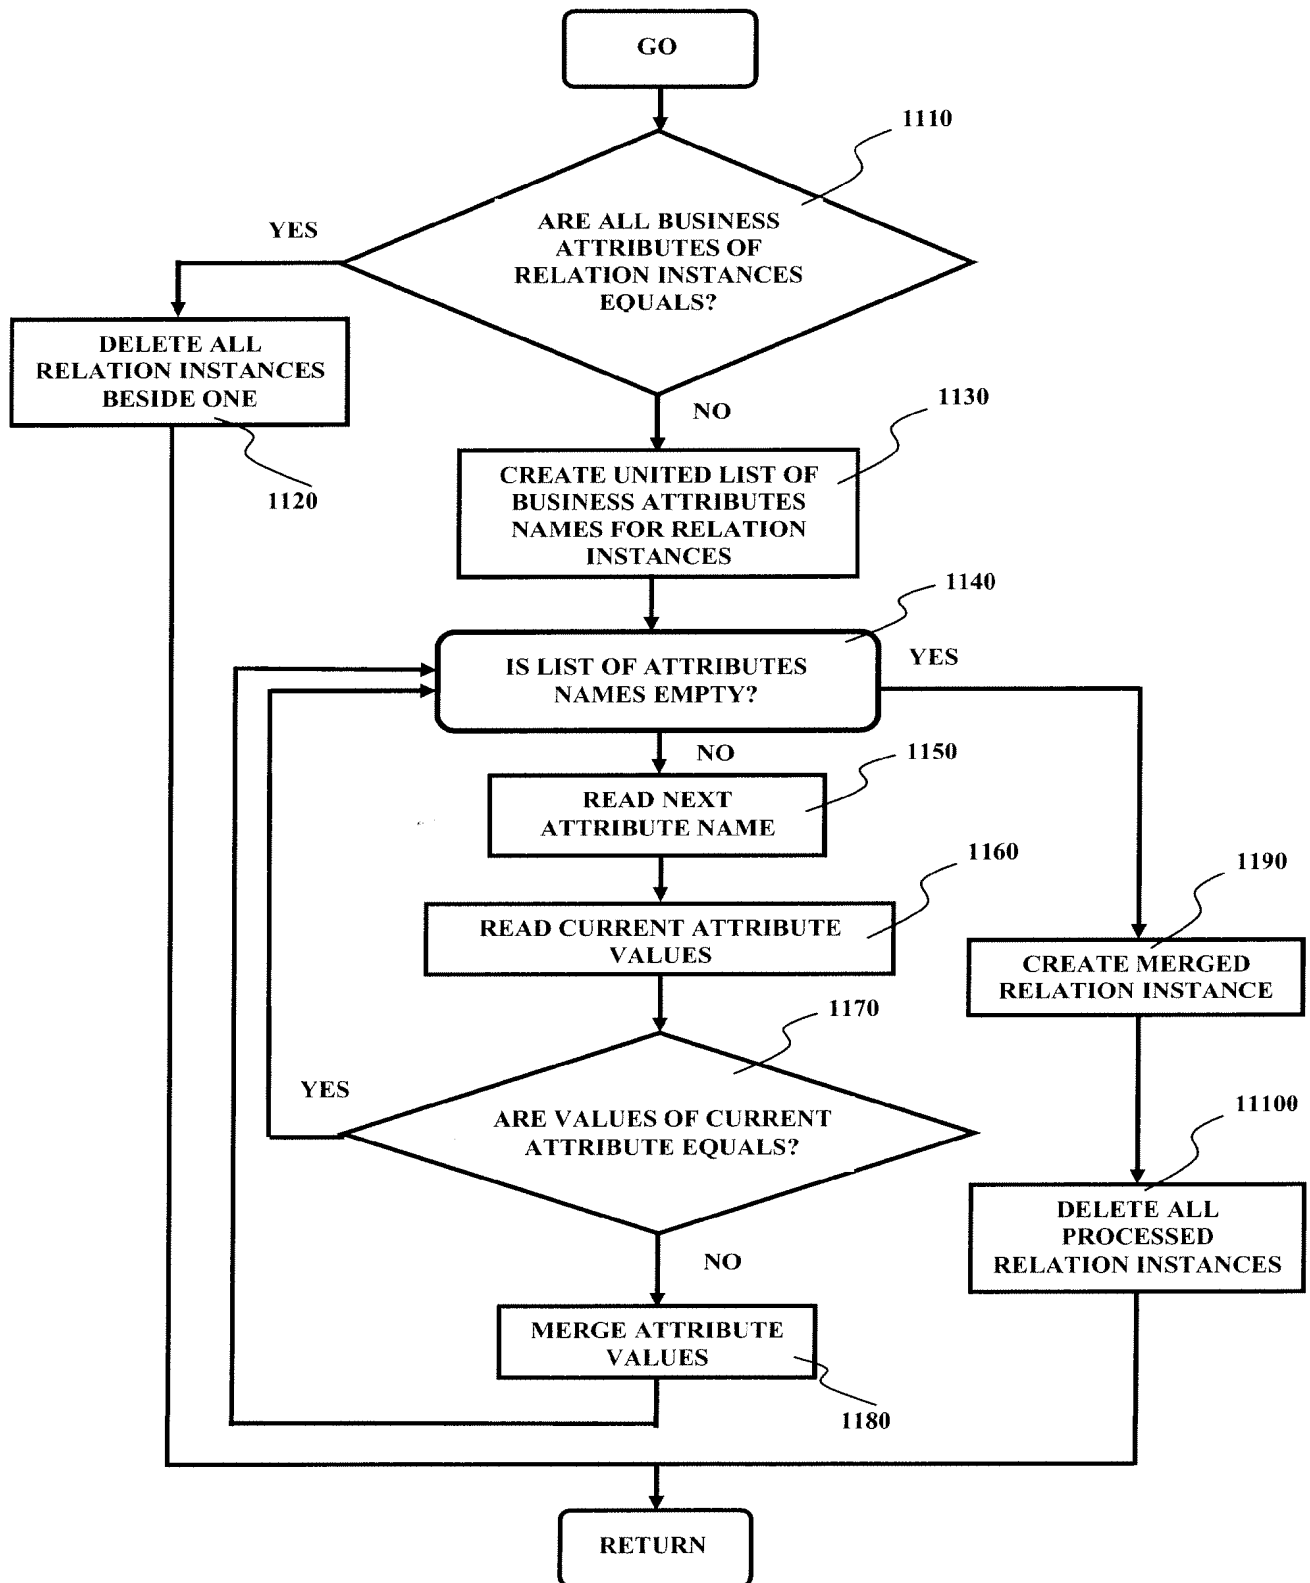 GO
1110
ARE ALL BUSINESS
ATTRIBUTES OF
RELATION INSTANCES
EQUALS?
YES
DELETE ALL
RELATION INSTANCES
BESIDE ONE
1120
NO
1130
CREATE UNITED LIST OF
BUSINESS ATTRIBUTES
NAMES FOR RELATION
INSTANCES
1140
IS LIST OF ATTRIBUTES
NAMES EMPTY?
YES
NO
1150
READ NEXT
ATTRIBUTE NAME
1160
READ CURRENT ATTRIBUTE
VALUES
1190
CREATE MERGED
RELATION INSTANCE
1170
YES
ARE VALUES OF CURRENT
ATTRIBUTE EQUALS?
11100
DELETE ALL
PROCESSED
RELATION INSTANCES
NO
MERGE ATTRIBUTE
VALUES
1180
RETURN